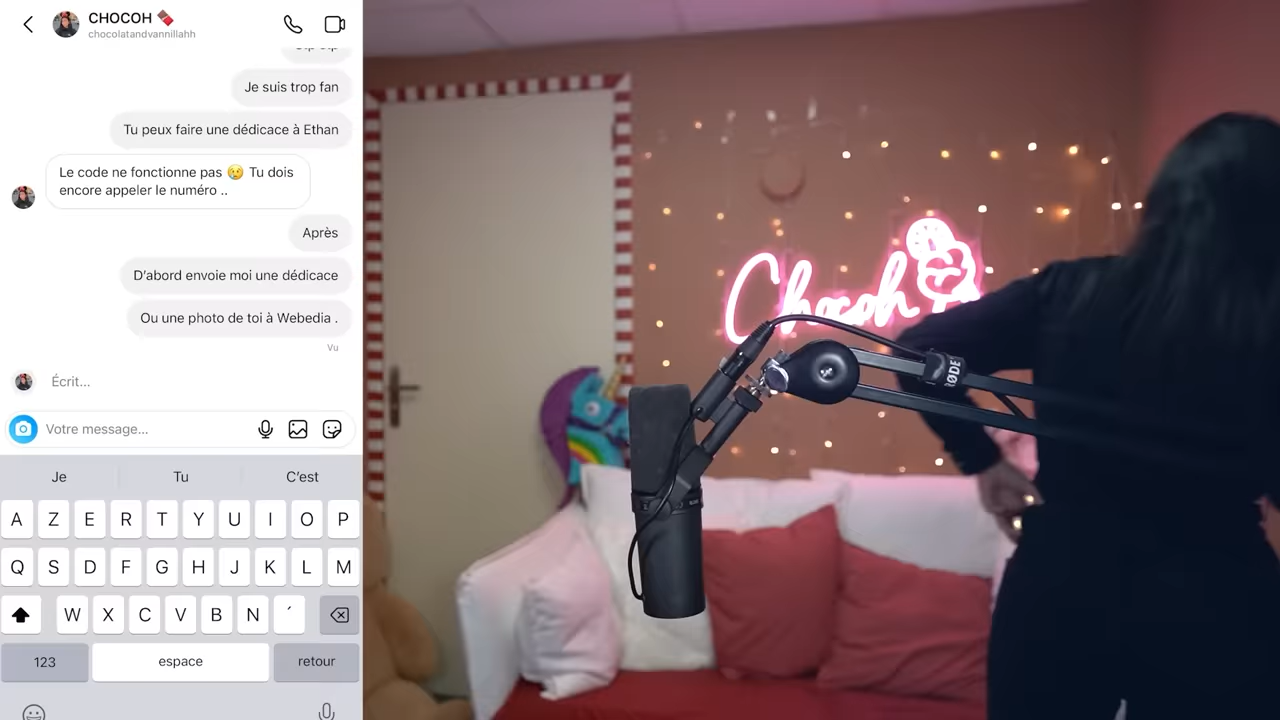 CHOCOH
chocolatandvannillahh
Je suis trop fan
Tu peux faire une dédicace à Ethan
Le code ne fonctionne pas 😢 Tu dois
encore appeler le numéro ..
Après
D'abord envoie moi une dédicace
Ou une photo de toi à Webedia .
Vu
Écrit...
Votre message...
Je Tu C'est
A Z E R T Y U I O P
Q S D F G H J K L M
W X C V B N ´
123 espace retour
Chocoh
RØDE